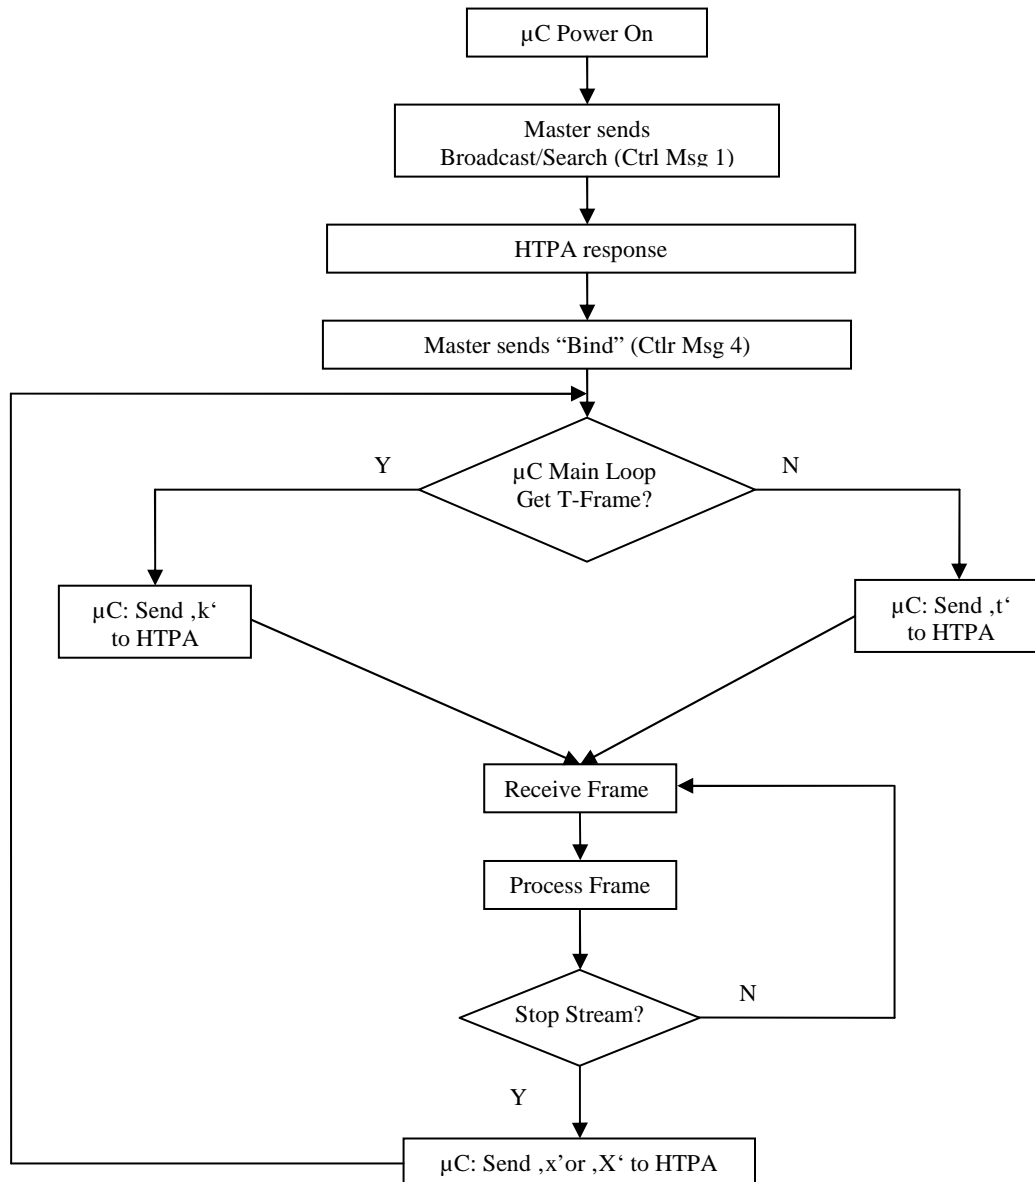 µC Power On
Master sends
Broadcast/Search (Ctrl Msg 1)
HTPA response
Master sends “Bind” (Ctlr Msg 4)
Y
µC Main Loop
Get T-Frame?
N
µC: Send ‚k‘
to HTPA
µC: Send ‚t‘
to HTPA
Receive Frame
Process Frame
Stop Stream?
N
Y
µC: Send ‚x’or ‚X‘ to HTPA